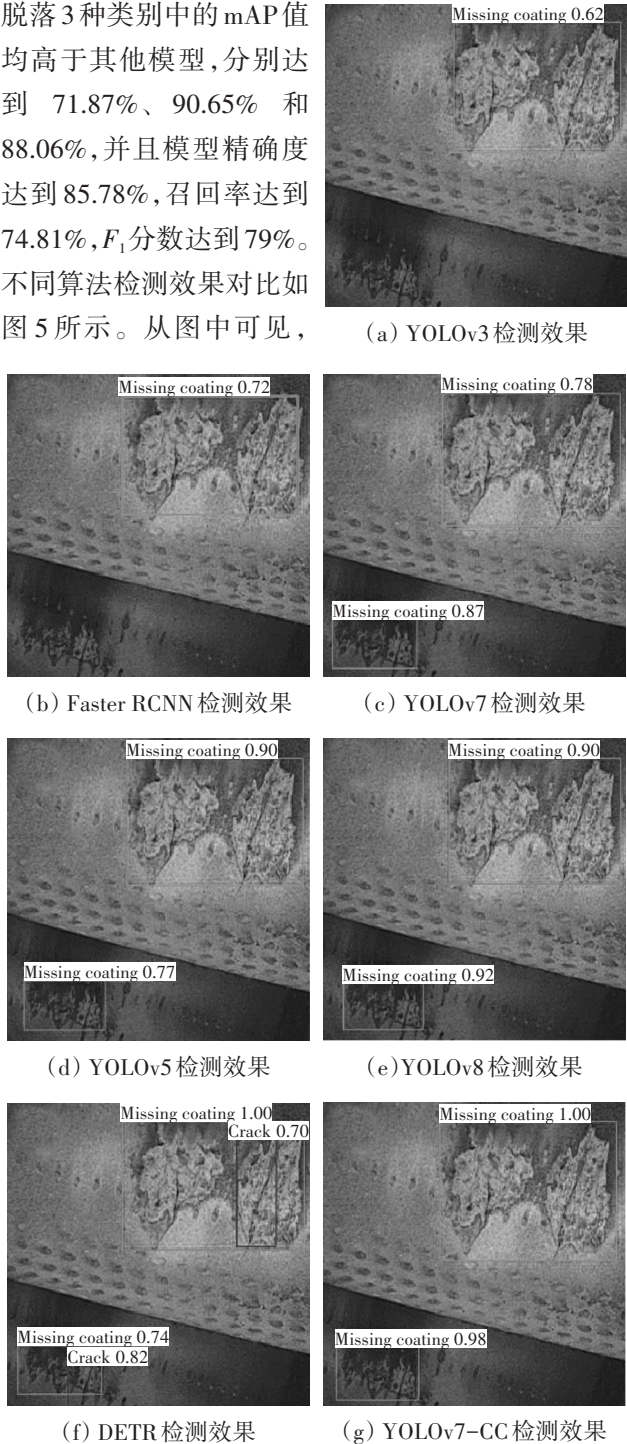 脱落3种类别中的mAP值
均高于其他模型,分别达
到 71.87%、90.65% 和
88.06%,并且模型精确度
达到85.78%,召回率达到
74.81%,F₁分数达到79%。
不同算法检测效果对比如
图5所示。从图中可见,
Missing coating 0.62
(a) YOLOv3检测效果
Missing coating 0.72
(b) Faster RCNN检测效果
Missing coating 0.78
Missing coating 0.87
(c) YOLOv7检测效果
Missing coating 0.90
Missing coating 0.77
(d) YOLOv5检测效果
Missing coating 0.90
Missing coating 0.92
(e)YOLOv8检测效果
Missing coating 1.00
Crack 0.70
Missing coating 0.74
Crack 0.82
(f) DETR检测效果
Missing coating 1.00
Missing coating 0.98
(g) YOLOv7-CC检测效果